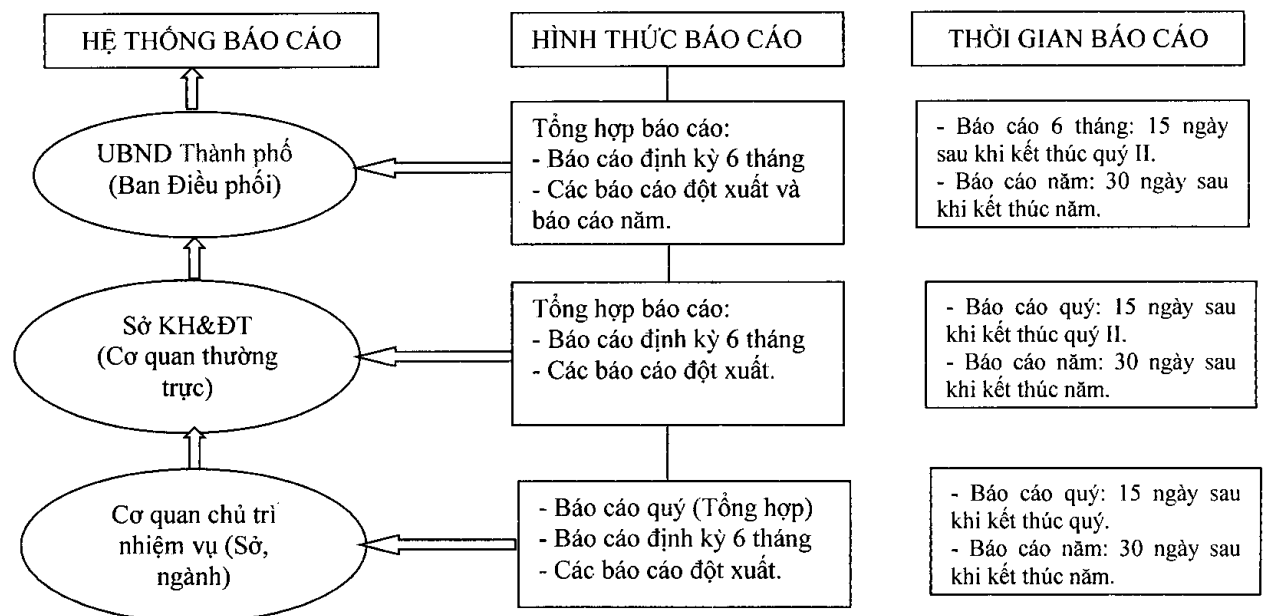 HỆ THỐNG BÁO CÁO
HÌNH THỨC BÁO CÁO
THỜI GIAN BÁO CÁO
UBND Thành phố
(Ban Điều phối)
Tổng hợp báo cáo:
- Báo cáo định kỳ 6 tháng
- Các báo cáo đột xuất và
báo cáo năm.
- Báo cáo 6 tháng: 15 ngày
sau khi kết thúc quý II.
- Báo cáo năm: 30 ngày sau
khi kết thúc năm.
Sở KH&ĐT
(Cơ quan thường
trực)
Tổng hợp báo cáo:
- Báo cáo định kỳ 6 tháng
- Các báo cáo đột xuất.
- Báo cáo quý: 15 ngày sau
khi kết thúc quý II.
- Báo cáo năm: 30 ngày sau
khi kết thúc năm.
Cơ quan chủ trì
nhiệm vụ (Sở,
ngành)
- Báo cáo quý (Tổng hợp)
- Báo cáo định kỳ 6 tháng
- Các báo cáo đột xuất.
- Báo cáo quý: 15 ngày sau
khi kết thúc quý.
- Báo cáo năm: 30 ngày sau
khi kết thúc năm.